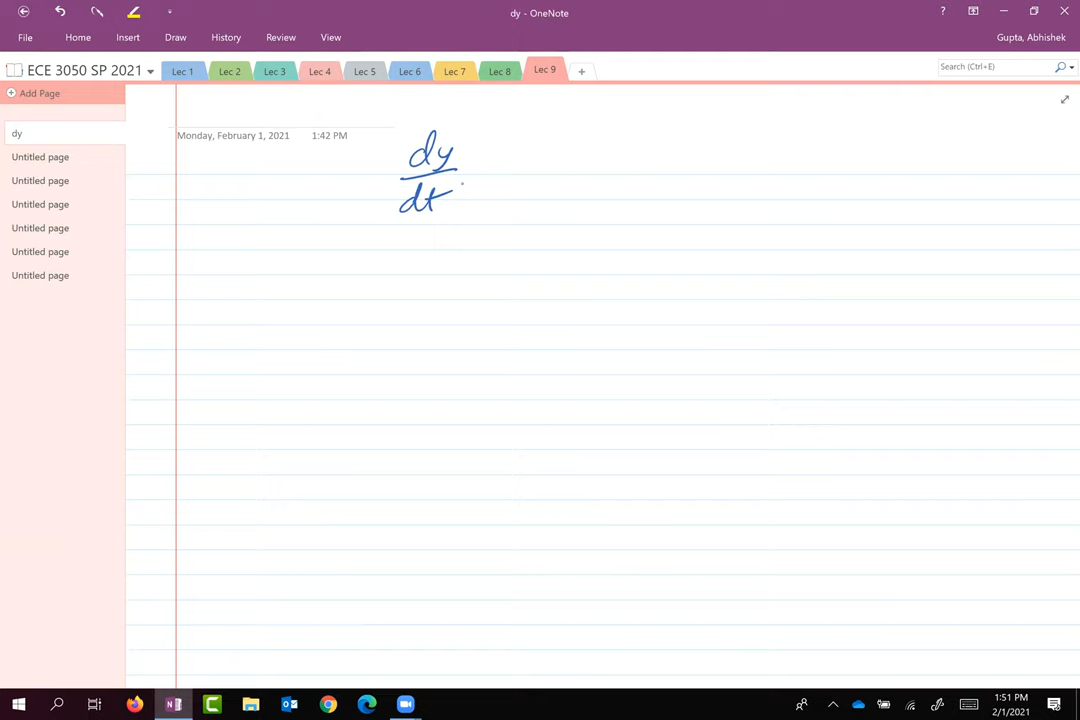 dy - OneNote
?
Gupta, Abhishek
File Home Insert Draw History Review View
ECE 3050 SP 2021
Lec 1 Lec 2 Lec 3 Lec 4 Lec 5 Lec 6 Lec 7 Lec 8 Lec 9 +
Search (Ctrl+E)
Add Page
dy
Untitled page
Untitled page
Untitled page
Untitled page
Untitled page
Untitled page
Monday, February 1, 2021 1:42 PM
dy
dt
1:51 PM
2/1/2021